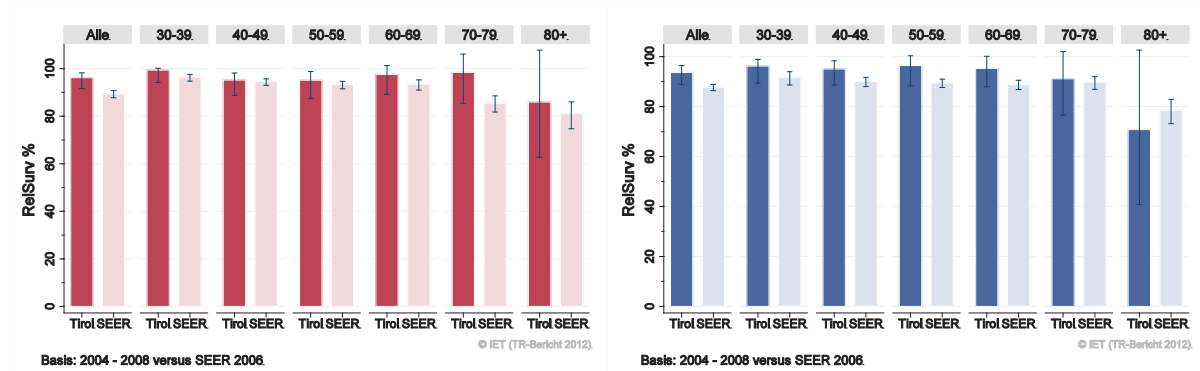 Alle. 30-39. 40-49. 50-59. 60-69. 70-79. 80+.
RelSurv %
100
80
60
40
20
0
Tirol SEER. Tirol SEER. Tirol SEER. Tirol SEER. Tirol SEER. Tirol SEER. Tirol SEER.
© IET (TR-Bericht 2012).
Basis: 2004 - 2008 versus SEER 2006.
Alle. 30-39. 40-49. 50-59. 60-69. 70-79. 80+.
RelSurv %
100
80
60
40
20
0
Tirol SEER. Tirol SEER. Tirol SEER. Tirol SEER. Tirol SEER. Tirol SEER. Tirol SEER.
© IET (TR-Bericht 2012).
Basis: 2004 - 2008 versus SEER 2006.